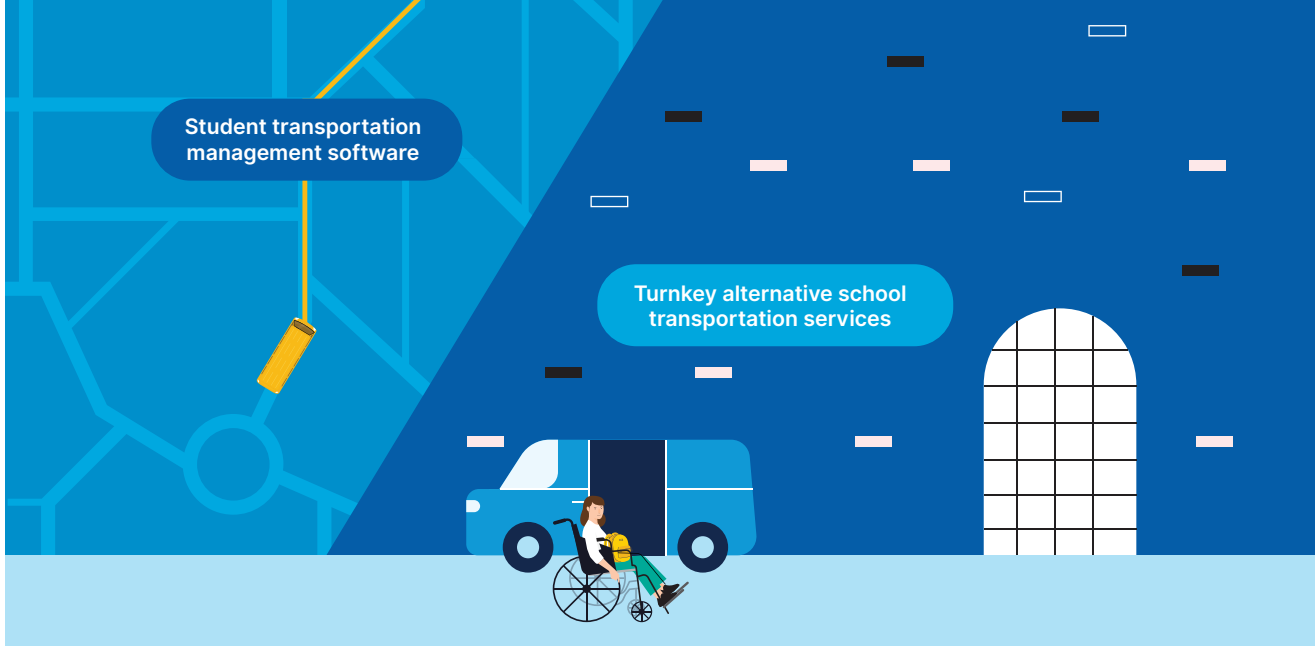 Student transportation
management software
Turnkey alternative school
transportation services